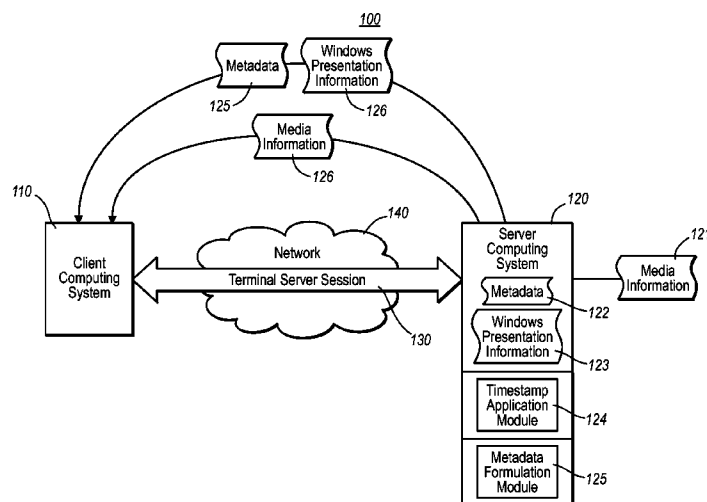 100
Metadata
125
Windows
Presentation
Information
126
Media
Information
126
110
Client
Computing
System
140
Network
Terminal Server Session
130
120
Server
Computing
System
Metadata
122
Windows
Presentation
Information
123
Timestamp
Application
Module
124
Metadata
Formulation
Module
125
121
Media
Information